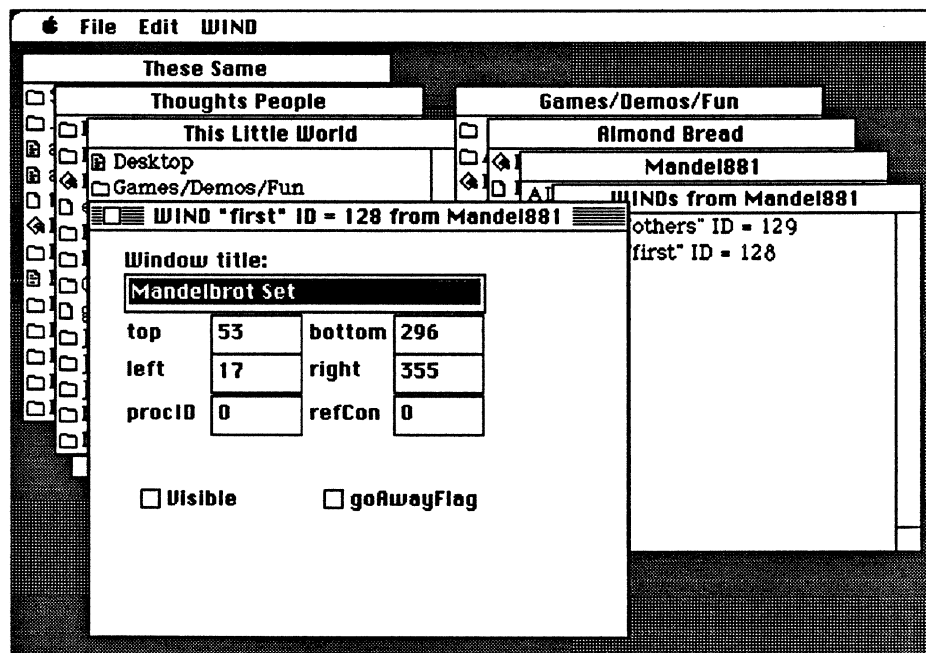 File Edit WIND
These Same
Thoughts People
Games/Demos/Fun
This Little World
Almond Bread
Desktop
Mandel881
Games/Demos/Fun
WINDs from Mandel881
WIND "first" ID = 128 from Mandel881
others" ID = 129
first" ID = 128
Window title:
Mandelbrot Set
top 53 bottom 296
left 17 right 355
procID 0 refCon 0
Visible goAwayFlag